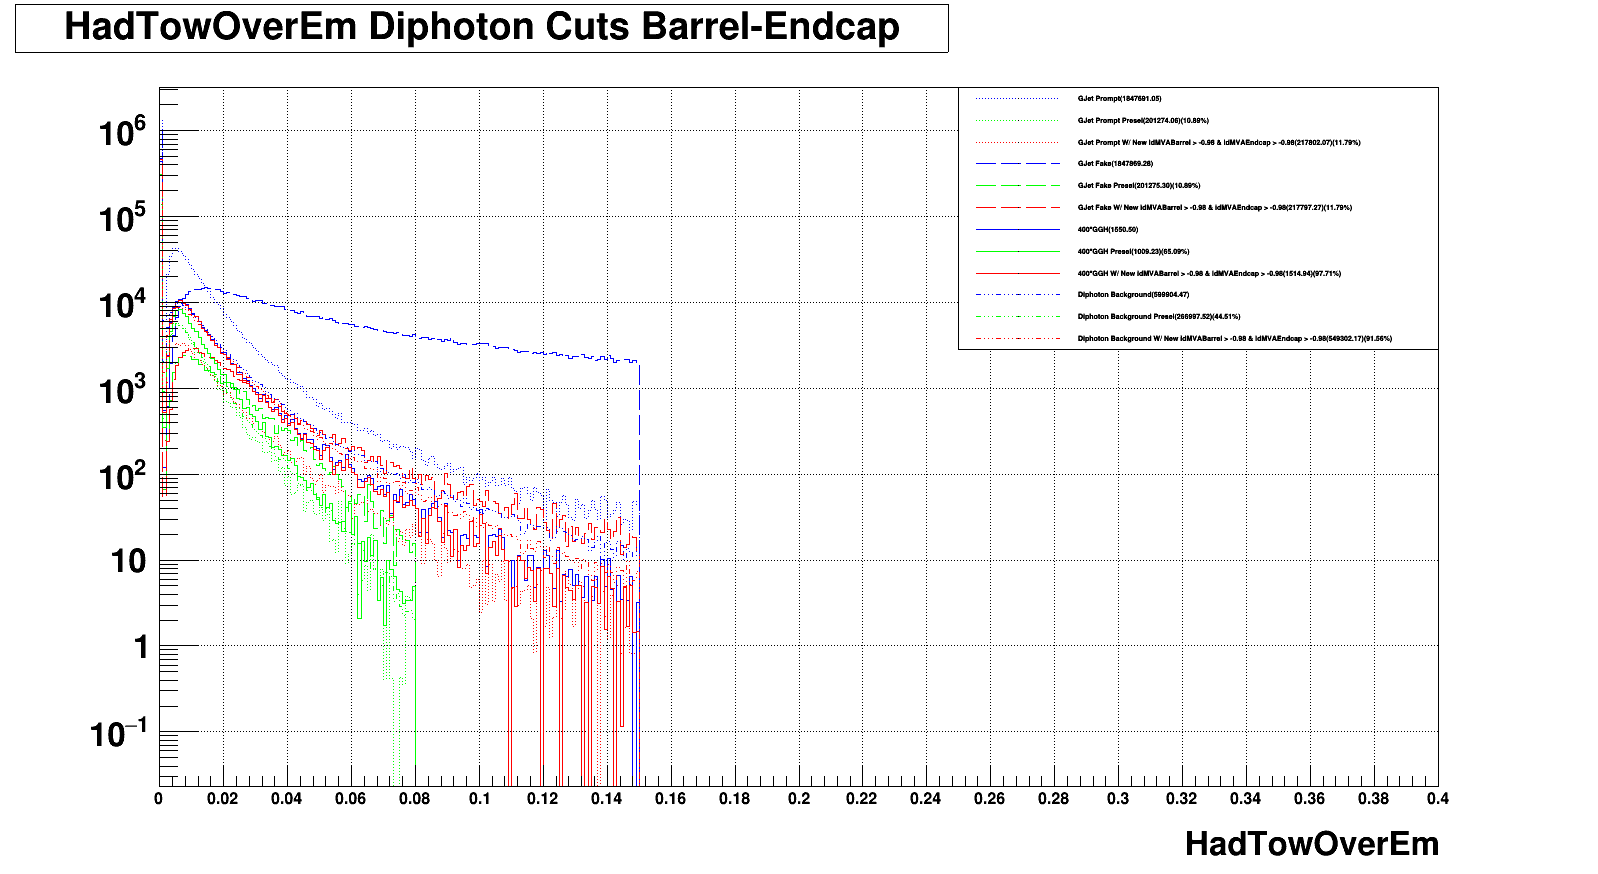 HadTowOverEm Diphoton Cuts Barrel-Endcap
GJet Prompt(1847691.05)
GJet Prompt Presel(201274.06)(10.89%)
GJet Prompt W/ New IdMVABarrel > -0.98 & IdMVAEndcap > -0.98(217802.07)(11.79%)
GJet Fake(1847869.28)
GJet Fake Presel(201275.30)(10.89%)
GJet Fake W/ New IdMVABarrel > -0.98 & IdMVAEndcap > -0.98(217797.27)(11.79%)
400*GGH(1550.50)
400*GGH Presel(1009.23)(65.09%)
400*GGH W/ New IdMVABarrel > -0.98 & IdMVAEndcap > -0.98(1514.94)(97.71%)
Diphoton Background(599904.47)
Diphoton Background Presel(266997.52)(44.51%)
Diphoton Background W/ New IdMVABarrel > -0.98 & IdMVAEndcap > -0.98(549302.17)(91.56%)
10^6
10^5
10^4
10^3
10^2
10
1
10^−1
0 0.02 0.04 0.06 0.08 0.1 0.12 0.14 0.16 0.18 0.2 0.22 0.24 0.26 0.28 0.3 0.32 0.34 0.36 0.38 0.4
HadTowOverEm